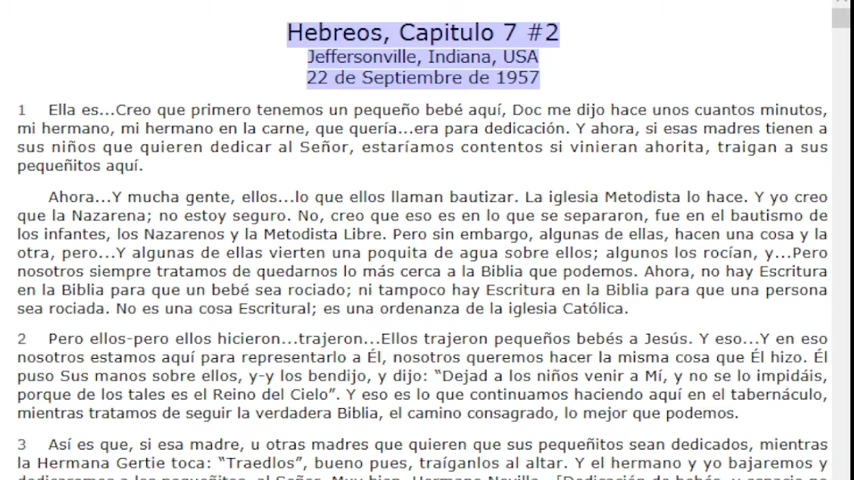 Hebreos, Capitulo 7 #2
Jeffersonville, Indiana, USA
22 de Septiembre de 1957
1 Ella es...Creo que primero tenemos un pequeño bebé aquí, Doc me dijo hace unos cuantos minutos,
mi hermano, mi hermano en la carne, que quería...era para dedicación. Y ahora, si esas madres tienen a
sus niños que quieren dedicar al Señor, estaríamos contentos si vinieran ahorita, traigan a sus
pequeñitos aquí.
Ahora...Y mucha gente, ellos...lo que ellos llaman bautizar. La iglesia Metodista lo hace. Y yo creo
que la Nazarena; no estoy seguro. No, creo que eso es en lo que se separaron, fue en el bautismo de
los infantes, los Nazarenos y la Metodista Libre. Pero sin embargo, algunas de ellas, hacen una cosa y la
otra, pero...Y algunas de ellas vierten una poquita de agua sobre ellos; algunos los rocían, y...Pero
nosotros siempre tratamos de quedarnos lo más cerca a la Biblia que podemos. Ahora, no hay Escritura
en la Biblia para que un bebé sea rociado; ni tampoco hay Escritura en la Biblia para que una persona
sea rociada. No es una cosa Escritural; es una ordenanza de la iglesia Católica.
2 Pero ellos-pero ellos hicieron...trajeron...Ellos trajeron pequeños bebés a Jesús. Y eso...Y en eso
nosotros estamos aquí para representarlo a Él, nosotros queremos hacer la misma cosa que Él hizo. Él
puso Sus manos sobre ellos, y-y los bendijo, y dijo: “Dejad a los niños venir a Mí, y no se lo impidáis,
porque de los tales es el Reino del Cielo”. Y eso es lo que continuamos haciendo aquí en el tabernáculo,
mientras tratamos de seguir la verdadera Biblia, el camino consagrado, lo mejor que podemos.
3 Así es que, si esa madre, u otras madres que quieren que sus pequeñitos sean dedicados, mientras
la Hermana Gertie toca: “Traedlos”, bueno pues, tráiganlos al altar. Y el hermano y yo bajaremos y